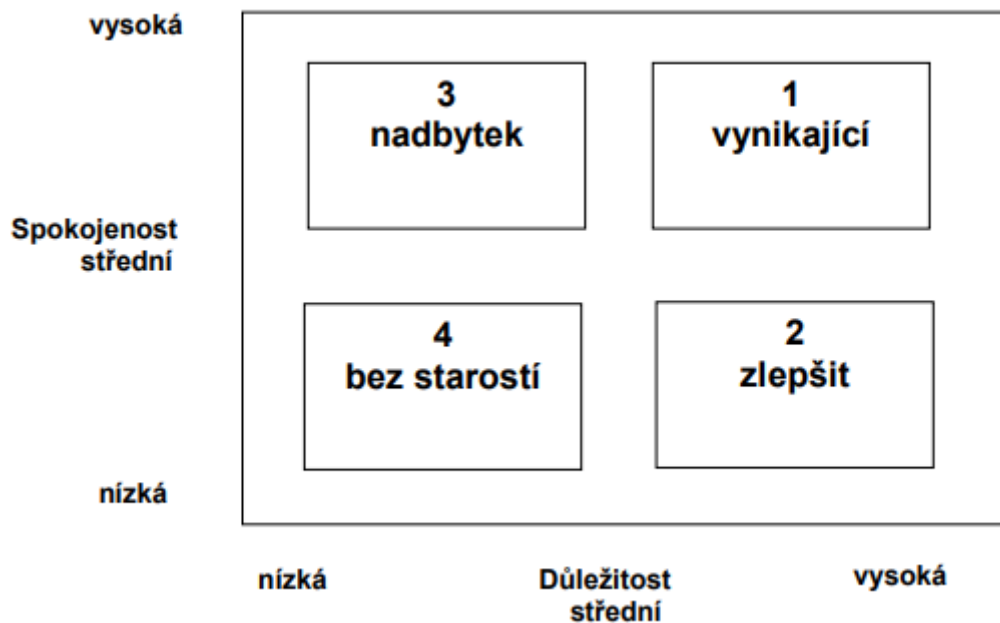 vysoká
3
nadbytek
1
vynikající
Spokojenost
střední
4
bez starostí
2
zlepšit
nízká
nízká
Důležitost
střední
vysoká